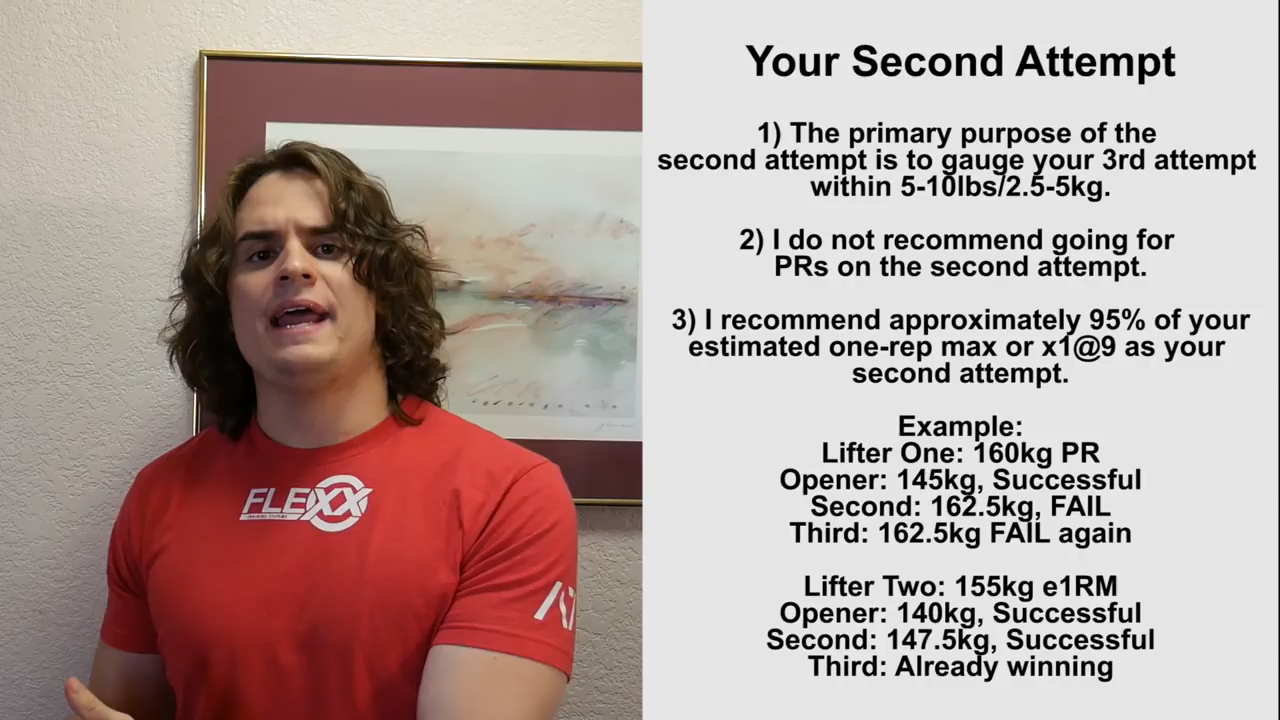 Your Second Attempt
1) The primary purpose of the
second attempt is to gauge your 3rd attempt
within 5-10lbs/2.5-5kg.
2) I do not recommend going for
PRs on the second attempt.
3) I recommend approximately 95% of your
estimated one-rep max or x1@9 as your
second attempt.
Example:
Lifter One: 160kg PR
Opener: 145kg, Successful
Second: 162.5kg, FAIL
Third: 162.5kg FAIL again
Lifter Two: 155kg e1RM
Opener: 140kg, Successful
Second: 147.5kg, Successful
Third: Already winning
FLEXX